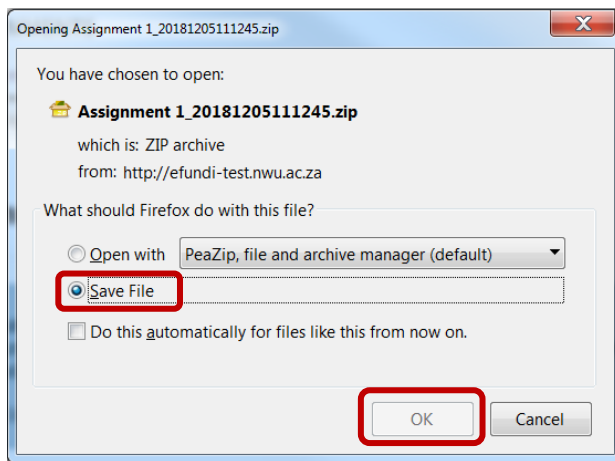 Opening Assignment 1_20181205111245.zip
You have chosen to open:
Assignment 1_20181205111245.zip
which is: ZIP archive
from: http://efundi-test.nwu.ac.za
What should Firefox do with this file?
Open with PeaZip, file and archive manager (default)
Save File
Do this automatically for files like this from now on.
OK Cancel